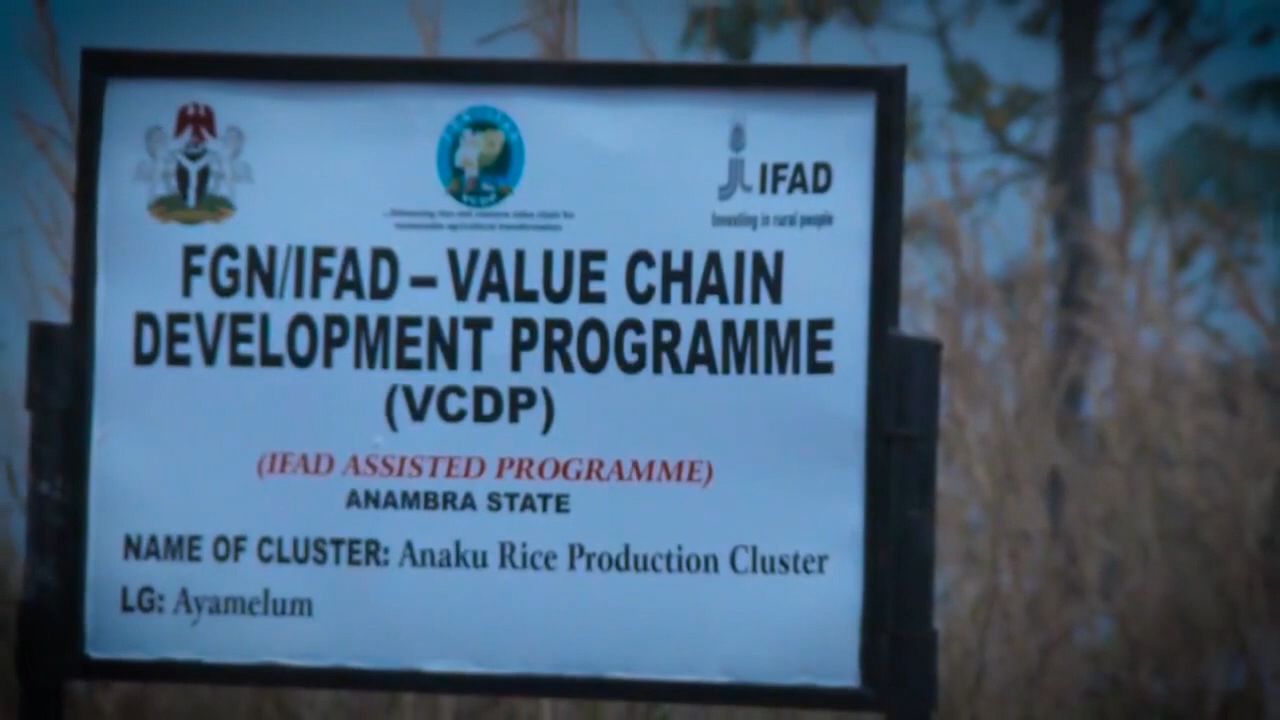 IFAD
Investing in rural people
VCDP
FGN/IFAD – VALUE CHAIN
DEVELOPMENT PROGRAMME
(VCDP)
(IFAD ASSISTED PROGRAMME)
ANAMBRA STATE
NAME OF CLUSTER: Anaku Rice Production Cluster
LG: Ayamelum